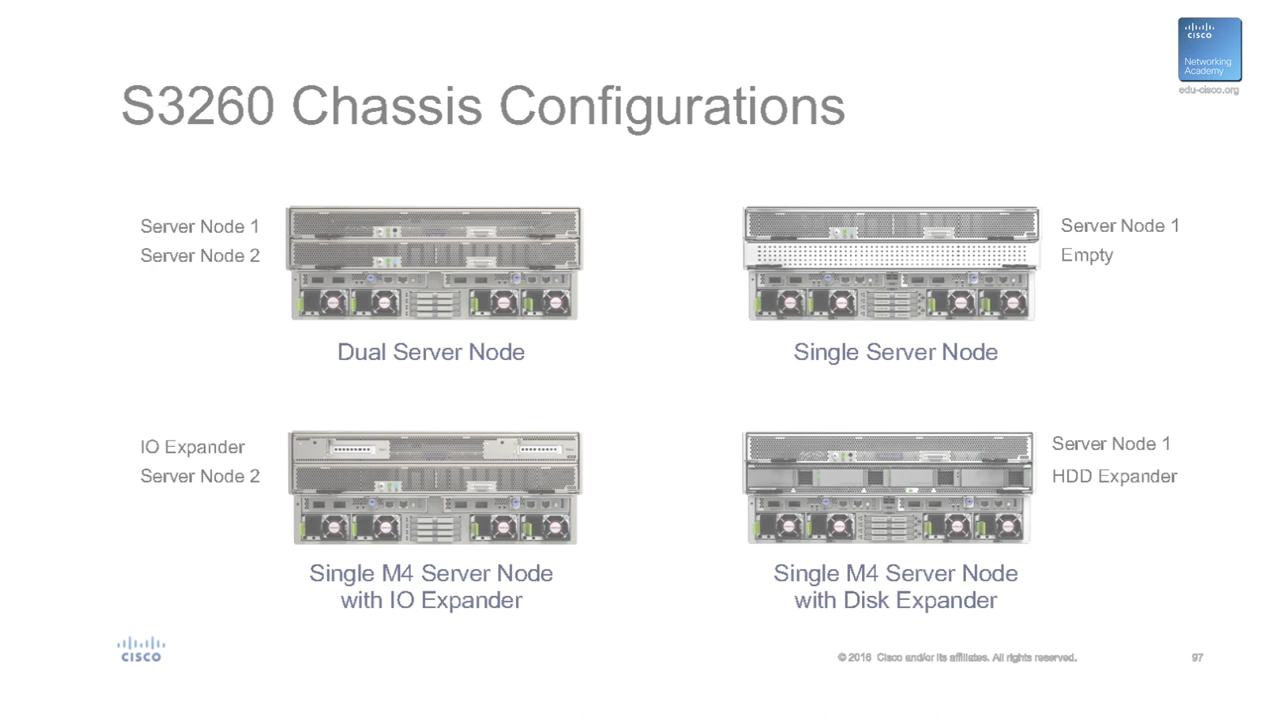 CISCO
Networking
Academy
edu-cisco.org
S3260 Chassis Configurations
Server Node 1
Server Node 2
Server Node 1
Empty
Dual Server Node
Single Server Node
IO Expander
Server Node 2
Server Node 1
HDD Expander
Single M4 Server Node
with IO Expander
Single M4 Server Node
with Disk Expander
CISCO
© 2016 Cisco and/or its affiliates. All rights reserved.
97